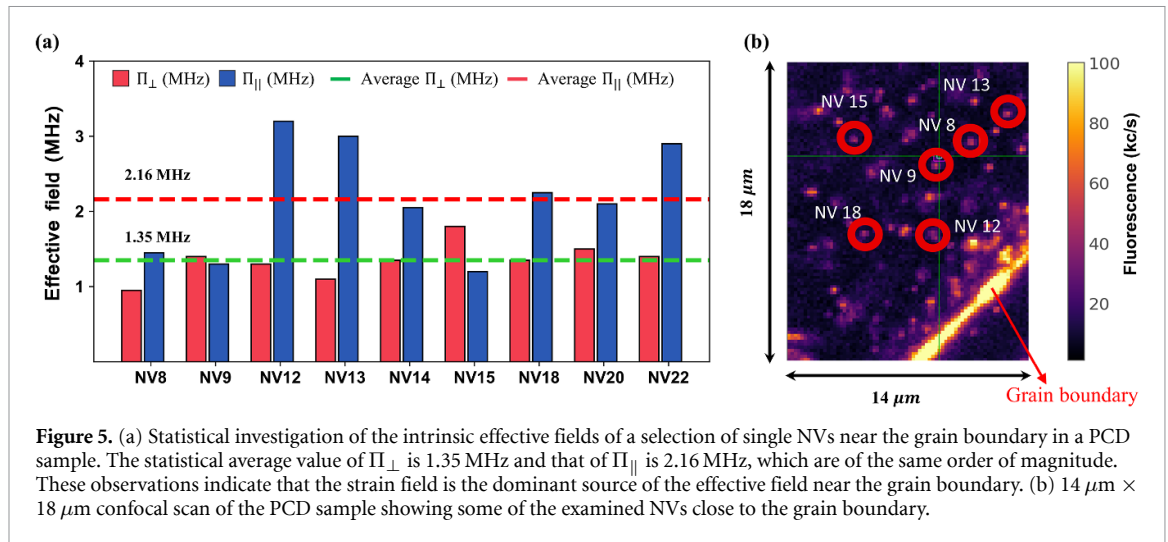 (a)
Π⊥ (MHz) Π|| (MHz) Average Π⊥ (MHz) Average Π|| (MHz)
Effective field (MHz)
4
3
2
1
2.16 MHz
1.35 MHz
NV8 NV9 NV12 NV13 NV14 NV15 NV18 NV20 NV22
(b)
NV 13
NV 15
NV 8
NV 9
NV 18
NV 12
18 μm
14 μm
Grain boundary
100
80
60
40
20
Fluorescence (kc/s)
Figure 5. (a) Statistical investigation of the intrinsic effective fields of a selection of single NVs near the grain boundary in a PCD
sample. The statistical average value of Π⊥ is 1.35 MHz and that of Π|| is 2.16 MHz, which are of the same order of magnitude.
These observations indicate that the strain field is the dominant source of the effective field near the grain boundary. (b) 14 μm ×
18 μm confocal scan of the PCD sample showing some of the examined NVs close to the grain boundary.